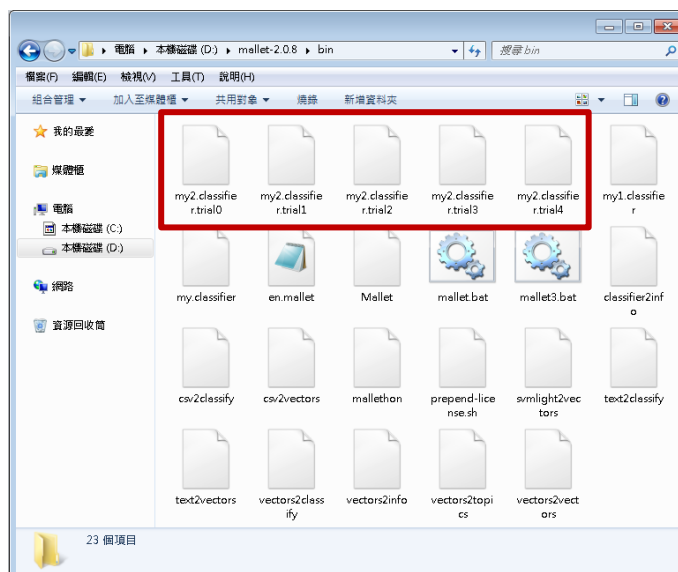 電腦 ▸ 本機磁碟 (D:) ▸ mallet-2.0.8 ▸ bin
搜尋 bin
檔案(F) 編輯(E) 檢視(V) 工具(T) 說明(H)
組合管理 加入至媒體櫃 共用對象 燒錄 新增資料夾
我的最愛
媒體櫃
電腦
本機磁碟 (C:)
本機磁碟 (D:)
網路
資源回收筒
my2.classifie my2.classifie my2.classifie my2.classifie my2.classifie my1.classifie
r.trial0 r.trial1 r.trial2 r.trial3 r.trial4 r
my.classifier en.mallet Mallet mallet.bat mallet3.bat classifier2inf
o
csv2classify csv2vectors mallethon prepend-lice svmlight2vec text2classify
nse.sh tors
text2vectors vectors2class vectors2info vectors2topi vectors2vect
ify cs ors
23 個項目